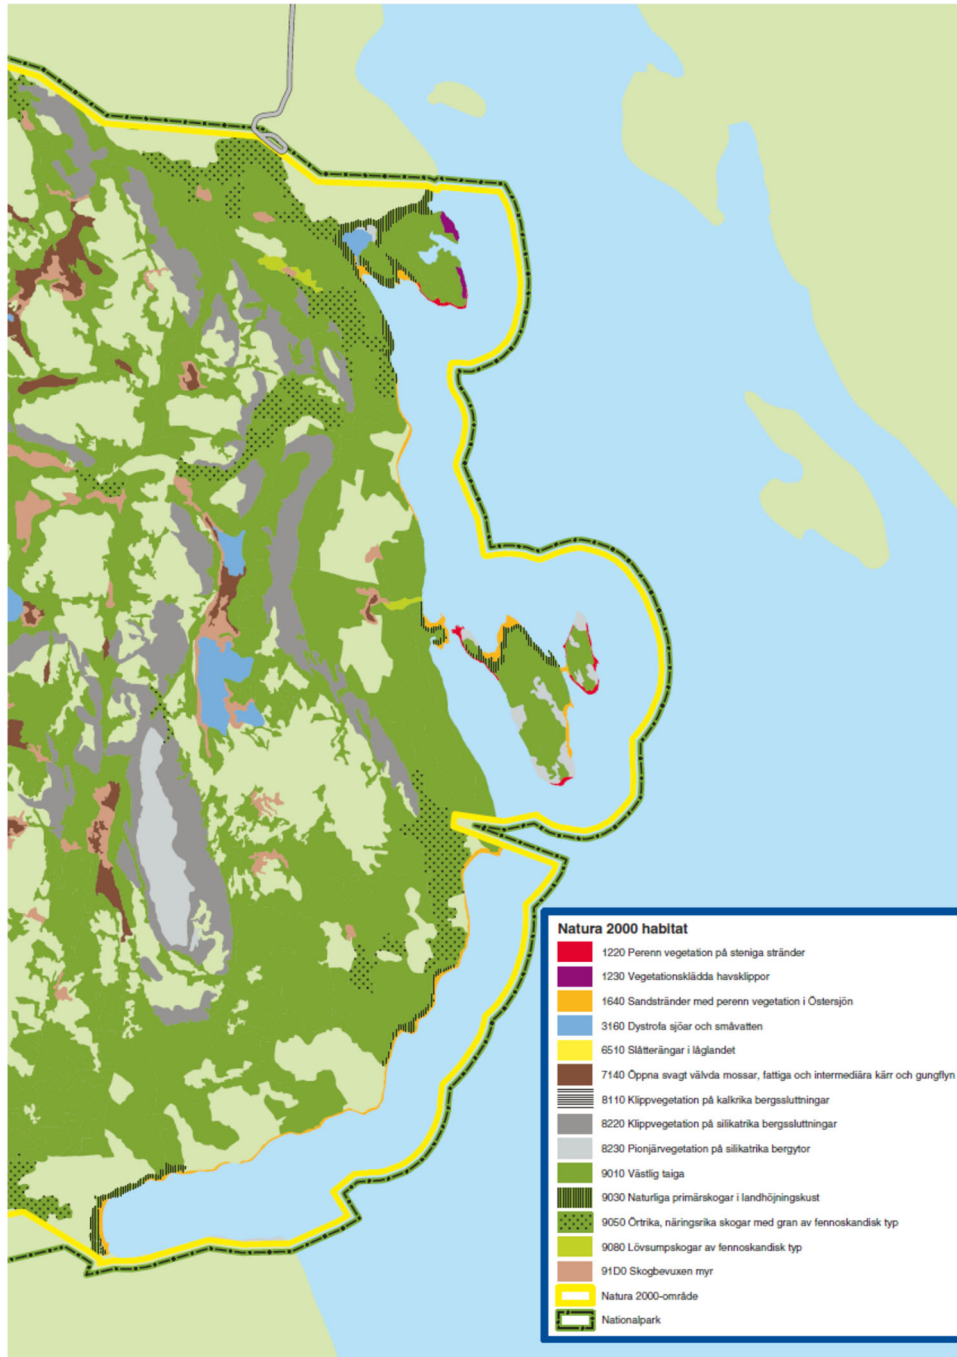 Natura 2000 habitat
1220 Perenn vegetation på steniga stränder
1230 Vegetationsklädda havsklippor
1640 Sandstränder med perenn vegetation i Östersjön
3160 Dystrofa sjöar och småvatten
6510 Slåtterängar i låglandet
7140 Öppna svagt välvda mossar, fattiga och intermediära kärr och gungflyn
8110 Klippvegetation på kalkrika bergssluttningar
8220 Klippvegetation på silikatrika bergssluttningar
8230 Pionjärvegetation på silikatrika bergytor
9010 Västlig taiga
9030 Naturliga primärskogar i landhöjningskust
9050 Örtrika, näringsrika skogar med gran av fennoskandisk typ
9080 Lövsumpskogar av fennoskandisk typ
91D0 Skogbevuxen myr
Natura 2000-område
Nationalpark